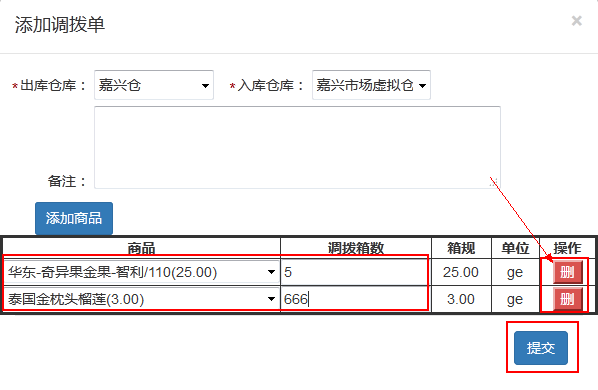 添加调拨单 ×
*出库仓库： 嘉兴仓 *入库仓库： 嘉兴市场虚拟仓
备注：
添加商品
商品 调拨箱数 箱规 单位 操作
华东-奇异果金果-智利/110(25.00) 5 25.00 ge 删
泰国金枕头榴莲(3.00) 666 3.00 ge 删
提交